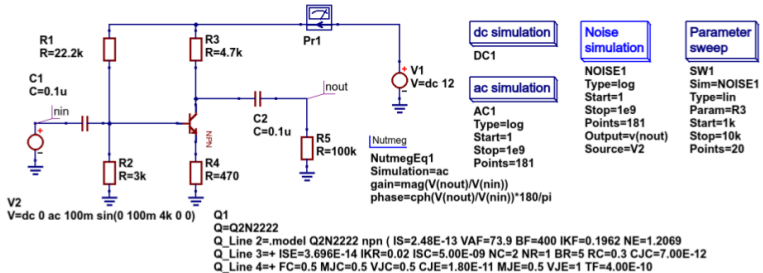 R1
R=22.2k
R3
R=4.7k
Pr1
V1
V=dc 12
C1
C=0.1u
nin
nout
C2
C=0.1u
NPN
R2
R=3k
R4
R=470
R5
R=100k
V2
V=dc 0 ac 100m sin(0 100m 4k 0 0)
Nutmeg
NutmegEq1
Simulation=ac
gain=mag(V(nout)/V(nin))
phase=cph(V(nout)/V(nin))*180/pi
dc simulation
DC1
ac simulation
AC1
Type=log
Start=1
Stop=1e9
Points=181
Noise
simulation
NOISE1
Type=log
Start=1
Stop=1e9
Points=181
Output=v(nout)
Source=V2
Parameter
sweep
SW1
Sim=NOISE1
Type=lin
Param=R3
Start=1k
Stop=10k
Points=20
Q1
Q=Q2N2222
Q_Line 2=.model Q2N2222 npn ( IS=2.48E-13 VAF=73.9 BF=400 IKF=0.1962 NE=1.2069
Q_Line 3=+ ISE=3.696E-14 IKR=0.02 ISC=5.00E-09 NC=2 NR=1 BR=5 RC=0.3 CJC=7.00E-12
Q_Line 4=+ FC=0.5 MJC=0.5 VJC=0.5 CJE=1.80E-11 MJE=0.5 VJE=1 TF=4.00E-10